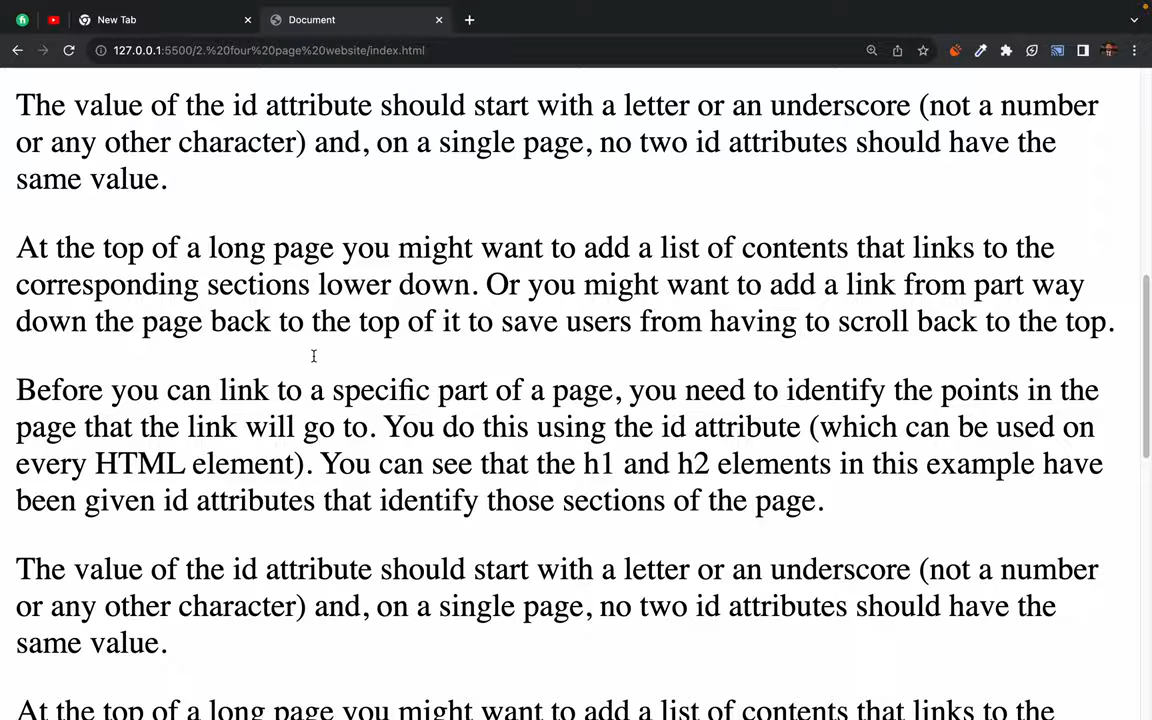 New Tab
Document
127.0.0.1:5500/2.%20four%20page%20website/index.html
The value of the id attribute should start with a letter or an underscore (not a number
or any other character) and, on a single page, no two id attributes should have the
same value.
At the top of a long page you might want to add a list of contents that links to the
corresponding sections lower down. Or you might want to add a link from part way
down the page back to the top of it to save users from having to scroll back to the top.
Before you can link to a specific part of a page, you need to identify the points in the
page that the link will go to. You do this using the id attribute (which can be used on
every HTML element). You can see that the h1 and h2 elements in this example have
been given id attributes that identify those sections of the page.
The value of the id attribute should start with a letter or an underscore (not a number
or any other character) and, on a single page, no two id attributes should have the
same value.
At the top of a long page you might want to add a list of contents that links to the